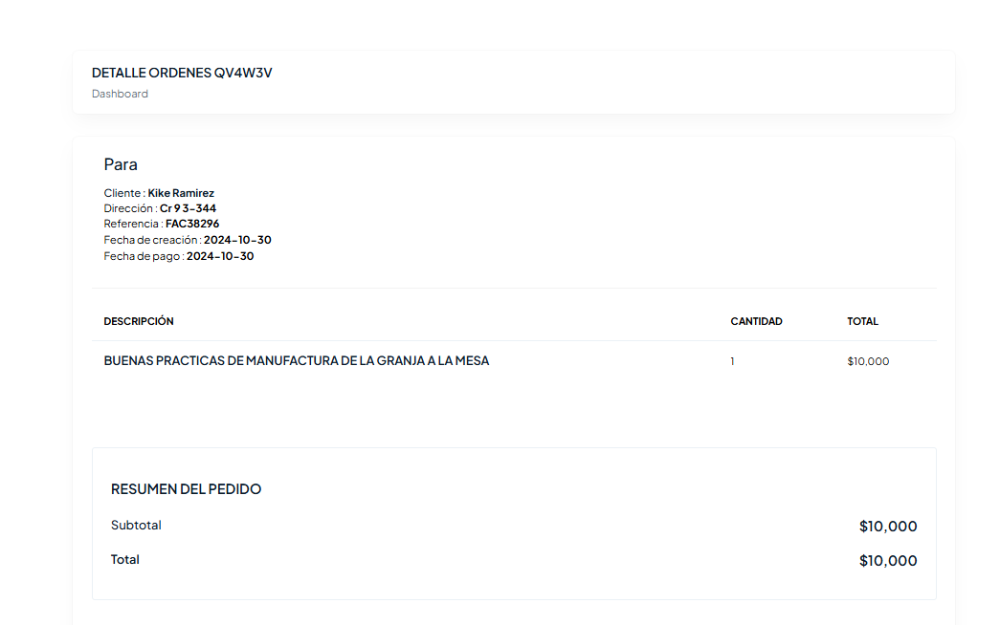 DETALLE ORDENES QV4W3V
Dashboard
Para
Cliente : Kike Ramirez
Dirección : Cr 9 3-344
Referencia : FAC38296
Fecha de creación : 2024-10-30
Fecha de pago : 2024-10-30
DESCRIPCIÓN CANTIDAD TOTAL
BUENAS PRACTICAS DE MANUFACTURA DE LA GRANJA A LA MESA 1 $10,000
RESUMEN DEL PEDIDO
Subtotal $10,000
Total $10,000